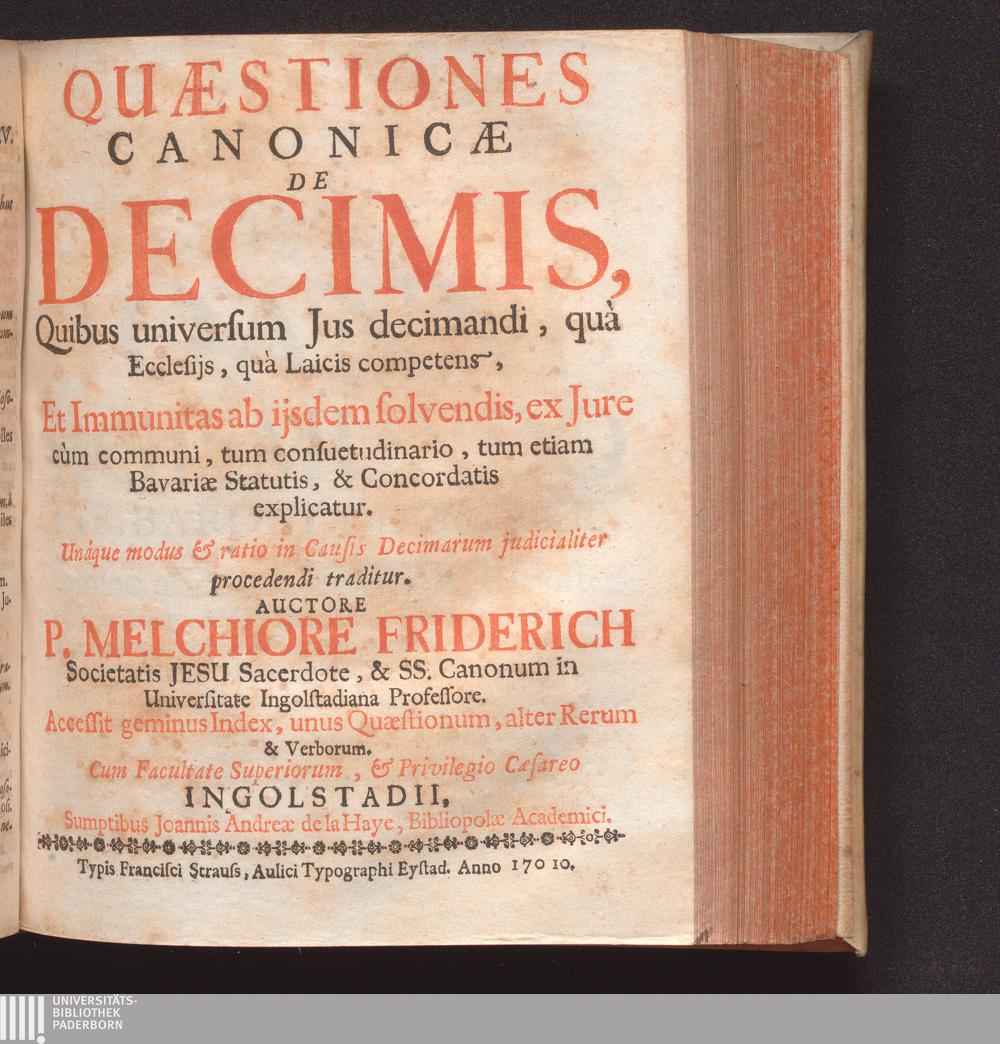 QUÆSTIONES
CANONICÆ
DE
DECIMIS,
Quibus univerſum Jus decimandi, quà
Eccleſijs, quà Laicis competens,
Et Immunitas ab ijsdem ſolvendis, ex Jure
cùm communi, tum conſuetudinario, tum etiam
Bavariæ Statutis, & Concordatis
explicatur.
Unáque modus & ratio in Cauſis Decimarum judicialiter
procedendi traditur.
AUCTORE
P. MELCHIORE FRIDERICH
Societatis JESU Sacerdote, & SS. Canonum in
Univerſitate Ingolſtadiana Profeſſore.
Acceſſit geminus Index, unus Quæſtionum, alter Rerum
& Verborum.
Cum Facultate Superiorum, & Privilegio Cæſareo
INGOLSTADII,
Sumptibus Joannis Andreæ de la Haye, Bibliopolæ Academici.
Typis Franciſci Strauſs, Aulici Typographi Eyſtad. Anno 170 10.
UNIVERSITÄTS-
BIBLIOTHEK
PADERBORN